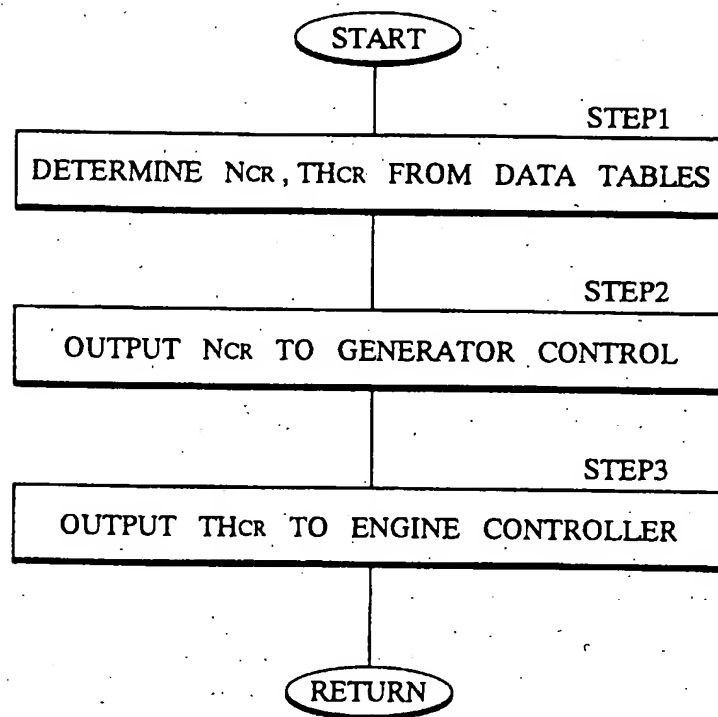 START
STEP1
DETERMINE NCR, THCR FROM DATA TABLES
STEP2
OUTPUT NCR TO GENERATOR CONTROL
STEP3
OUTPUT THCR TO ENGINE CONTROLLER
RETURN